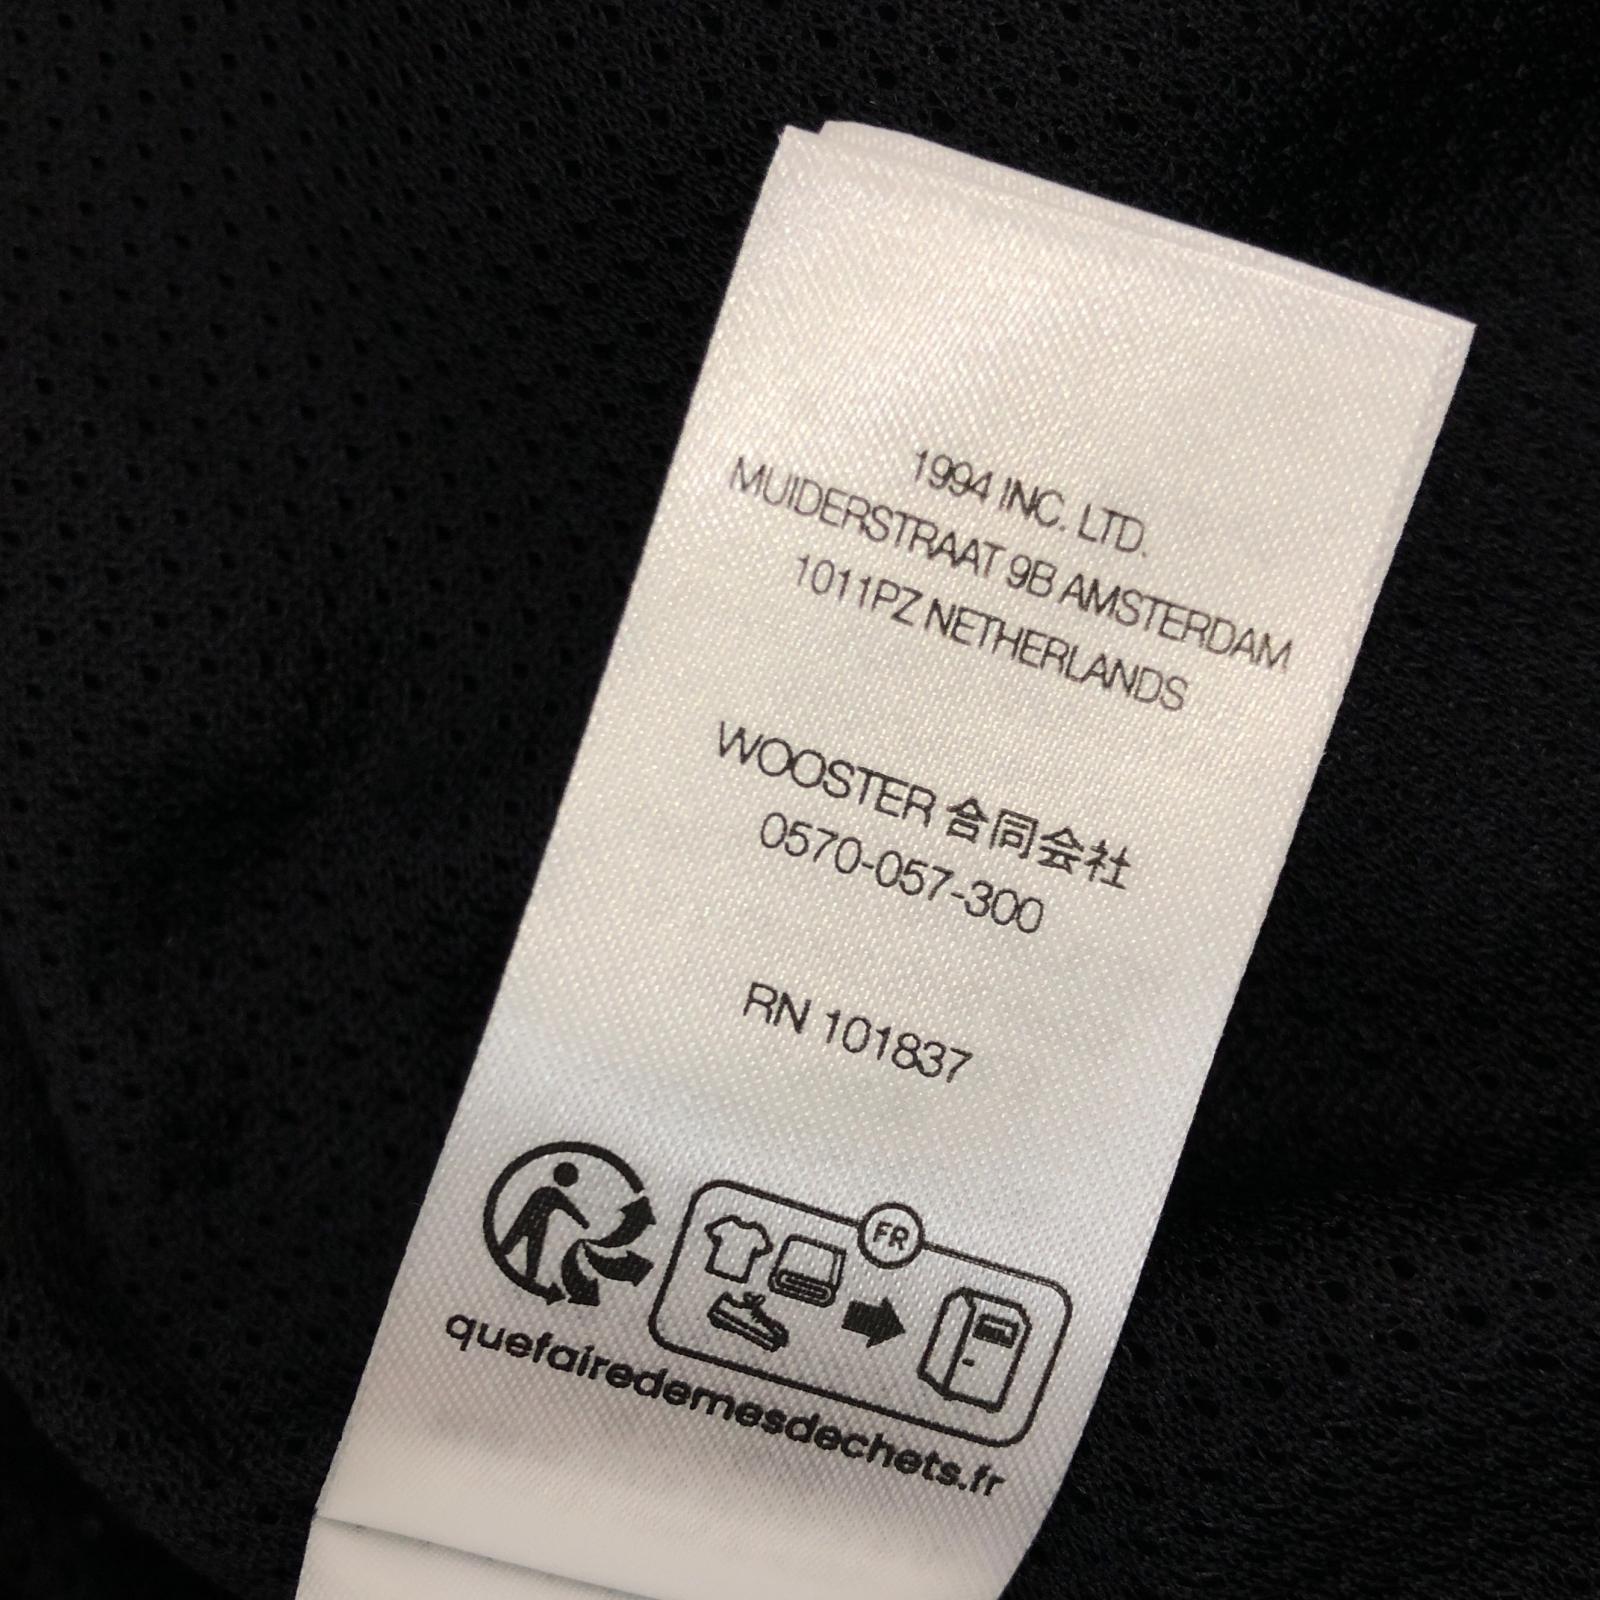 1994 INC. LTD.
MUIDERSTRAAT 9B AMSTERDAM
1011PZ NETHERLANDS
WOOSTER 合同会社
0570-057-300
RN 101837
FR
quefairedemesdechets.fr